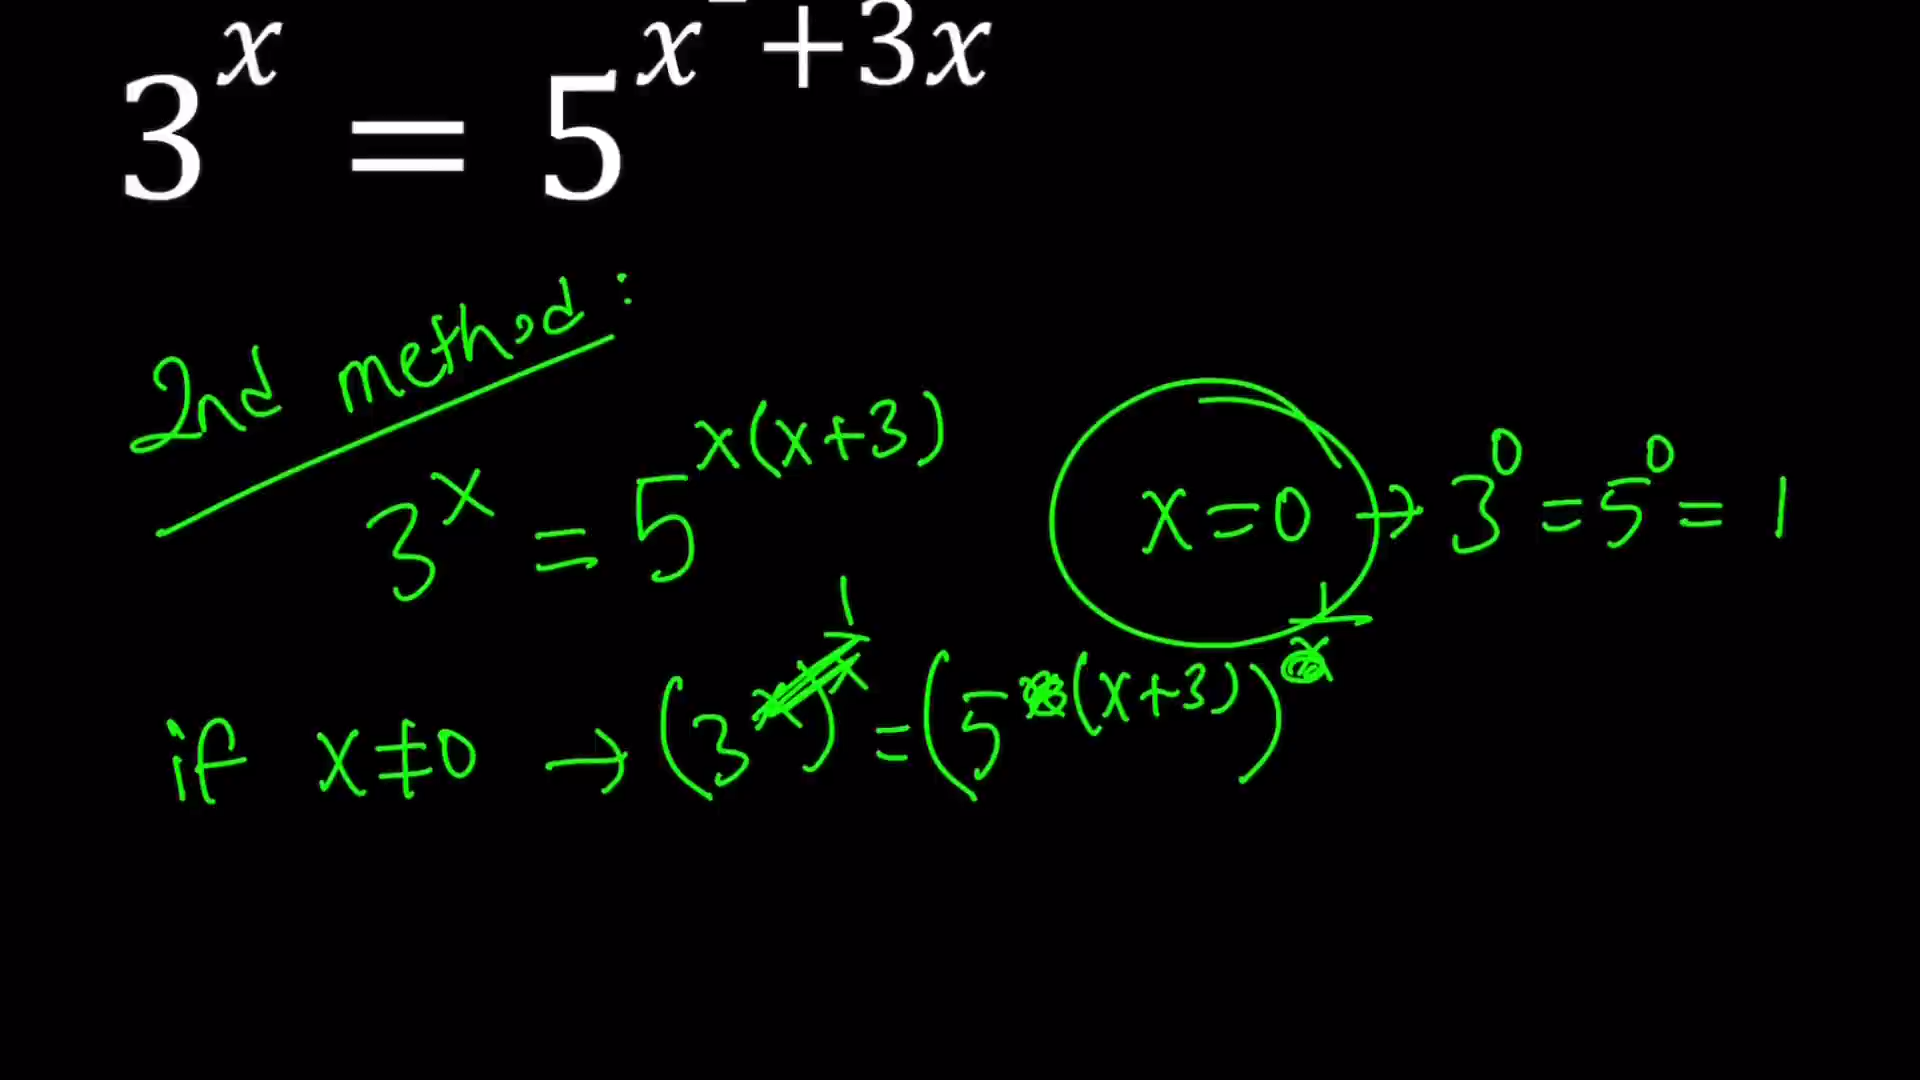 3^x = 5^{x^2+3x}
2nd method:
3^x = 5^{x(x+3)}
x=0 → 3^0 = 5^0 = 1
if x≠0 → (3^x)^{1/x} = (5^{x(x+3)})^{1/x}